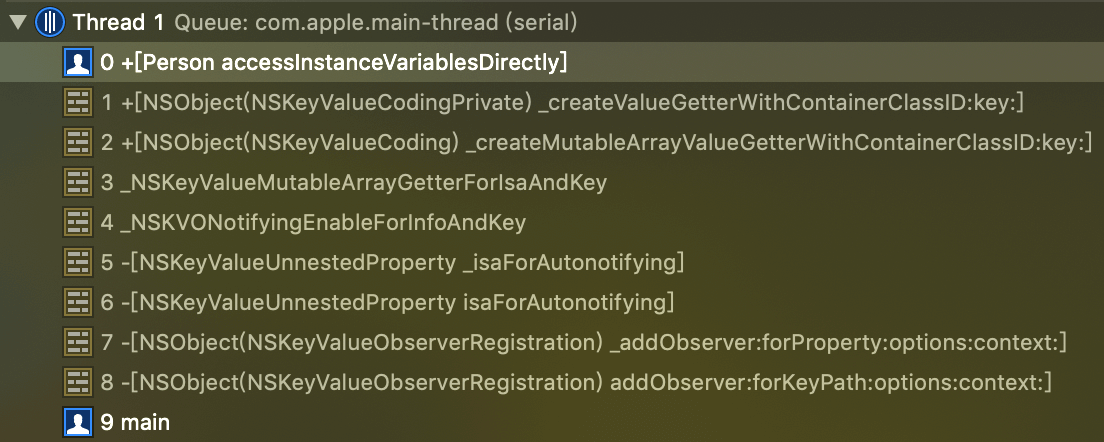 Thread 1 Queue: com.apple.main-thread (serial)
0 +[Person accessInstanceVariablesDirectly]
1 +[NSObject(NSKeyValueCodingPrivate) _createValueGetterWithContainerClassID:key:]
2 +[NSObject(NSKeyValueCoding) _createMutableArrayValueGetterWithContainerClassID:key:]
3 _NSKeyValueMutableArrayGetterForIsaAndKey
4 _NSKVONotifyingEnableForInfoAndKey
5 -[NSKeyValueUnnestedProperty _isaForAutonotifying]
6 -[NSKeyValueUnnestedProperty isaForAutonotifying]
7 -[NSObject(NSKeyValueObserverRegistration) _addObserver:forProperty:options:context:]
8 -[NSObject(NSKeyValueObserverRegistration) addObserver:forKeyPath:options:context:]
9 main